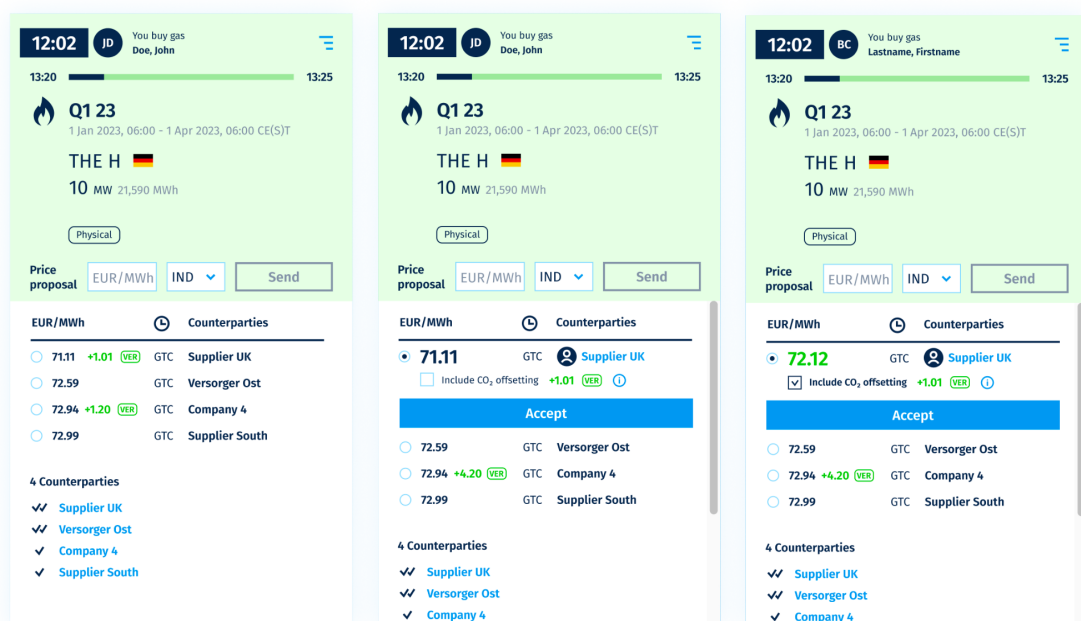 12:02 JD You buy gas
Doe, John
13:20 13:25
Q1 23
1 Jan 2023, 06:00 - 1 Apr 2023, 06:00 CE(S)T
THE H
10 MW 21,590 MWh
Physical
Price
proposal EUR/MWh IND Send
EUR/MWh Counterparties
71.11 +1.01 VER GTC Supplier UK
72.59 Versorger Ost
72.94 +1.20 VER GTC Company 4
72.99 GTC Supplier South
4 Counterparties
Supplier UK
Versorger Ost
Company 4
Supplier South
12:02 JD You buy gas
Doe, John
13:20 13:25
Q1 23
1 Jan 2023, 06:00 - 1 Apr 2023, 06:00 CE(S)T
THE H
10 MW 21,590 MWh
Physical
Price
proposal EUR/MWh IND Send
EUR/MWh Counterparties
71.11 GTC Supplier UK
Include CO₂ offsetting +1.01 VER i
Accept
72.59 GTC Versorger Ost
72.94 +4.20 VER GTC Company 4
72.99 GTC Supplier South
4 Counterparties
Supplier UK
Versorger Ost
Company 4
12:02 BC You buy gas
Lastname, Firstname
13:20 13:25
Q1 23
1 Jan 2023, 06:00 - 1 Apr 2023, 06:00 CE(S)T
THE H
10 MW 21,590 MWh
Physical
Price
proposal EUR/MWh IND Send
EUR/MWh Counterparties
72.12 GTC Supplier UK
Include CO₂ offsetting +1.01 VER i
Accept
72.59 GTC Versorger Ost
72.94 +4.20 VER GTC Company 4
72.99 GTC Supplier South
4 Counterparties
Supplier UK
Versorger Ost
Company 4